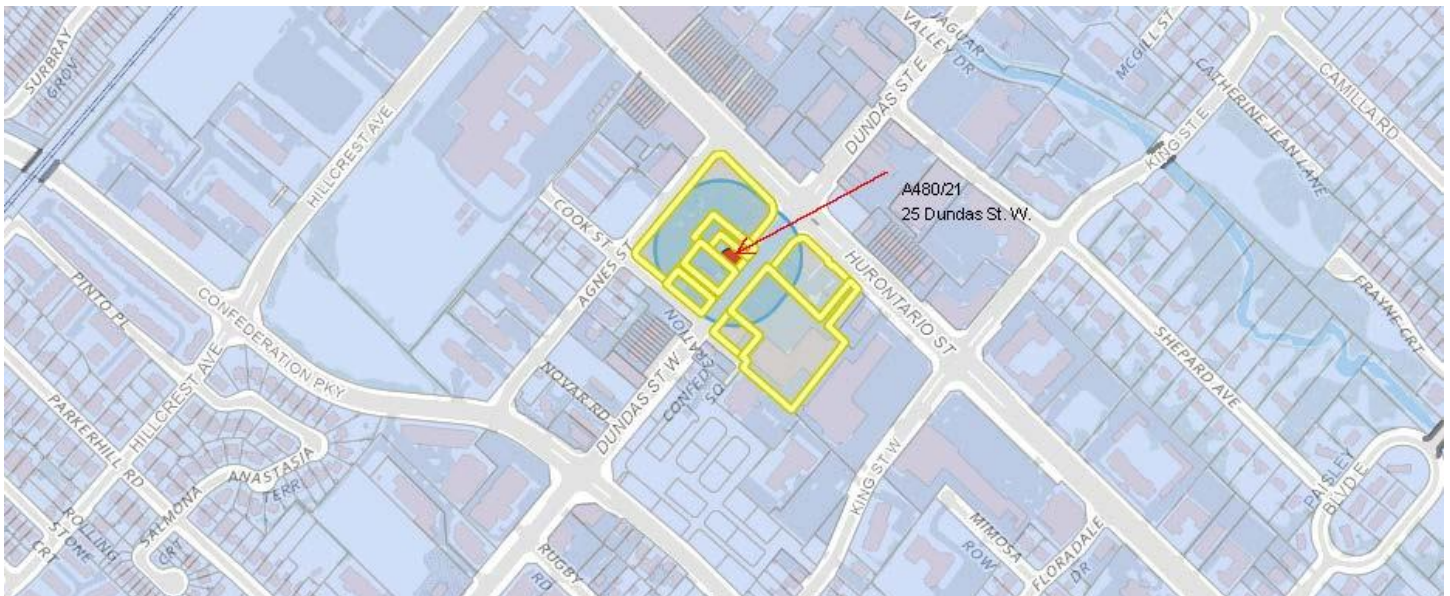 SURBRAY
GROV
HILLCREST AVE
JAGUAR
VALLEY DR
DUNDAS ST E
MCGILL ST
CATHERINE JEAN LANE
CAMILLA RD
KING ST E
A480/21
25 Dundas St. W.
COOK ST
AGNES ST
HURONTARIO ST
CONFEDERATION PKY
PINTO PL
HILLCREST AVE
NOVAR RD
DUNDAS ST W
CONFEDERATION
SQ
FRAYNE CRT
SHEPARD AVE
PARKERHILL RD
ANASTASIA
TERR
SALMONA
CRT
ROLLING
STONE
CRT
KING ST W
PAISLEY
BLVD E
MIMOSA
ROW
FLORADALE
DR
RUGBY
RD